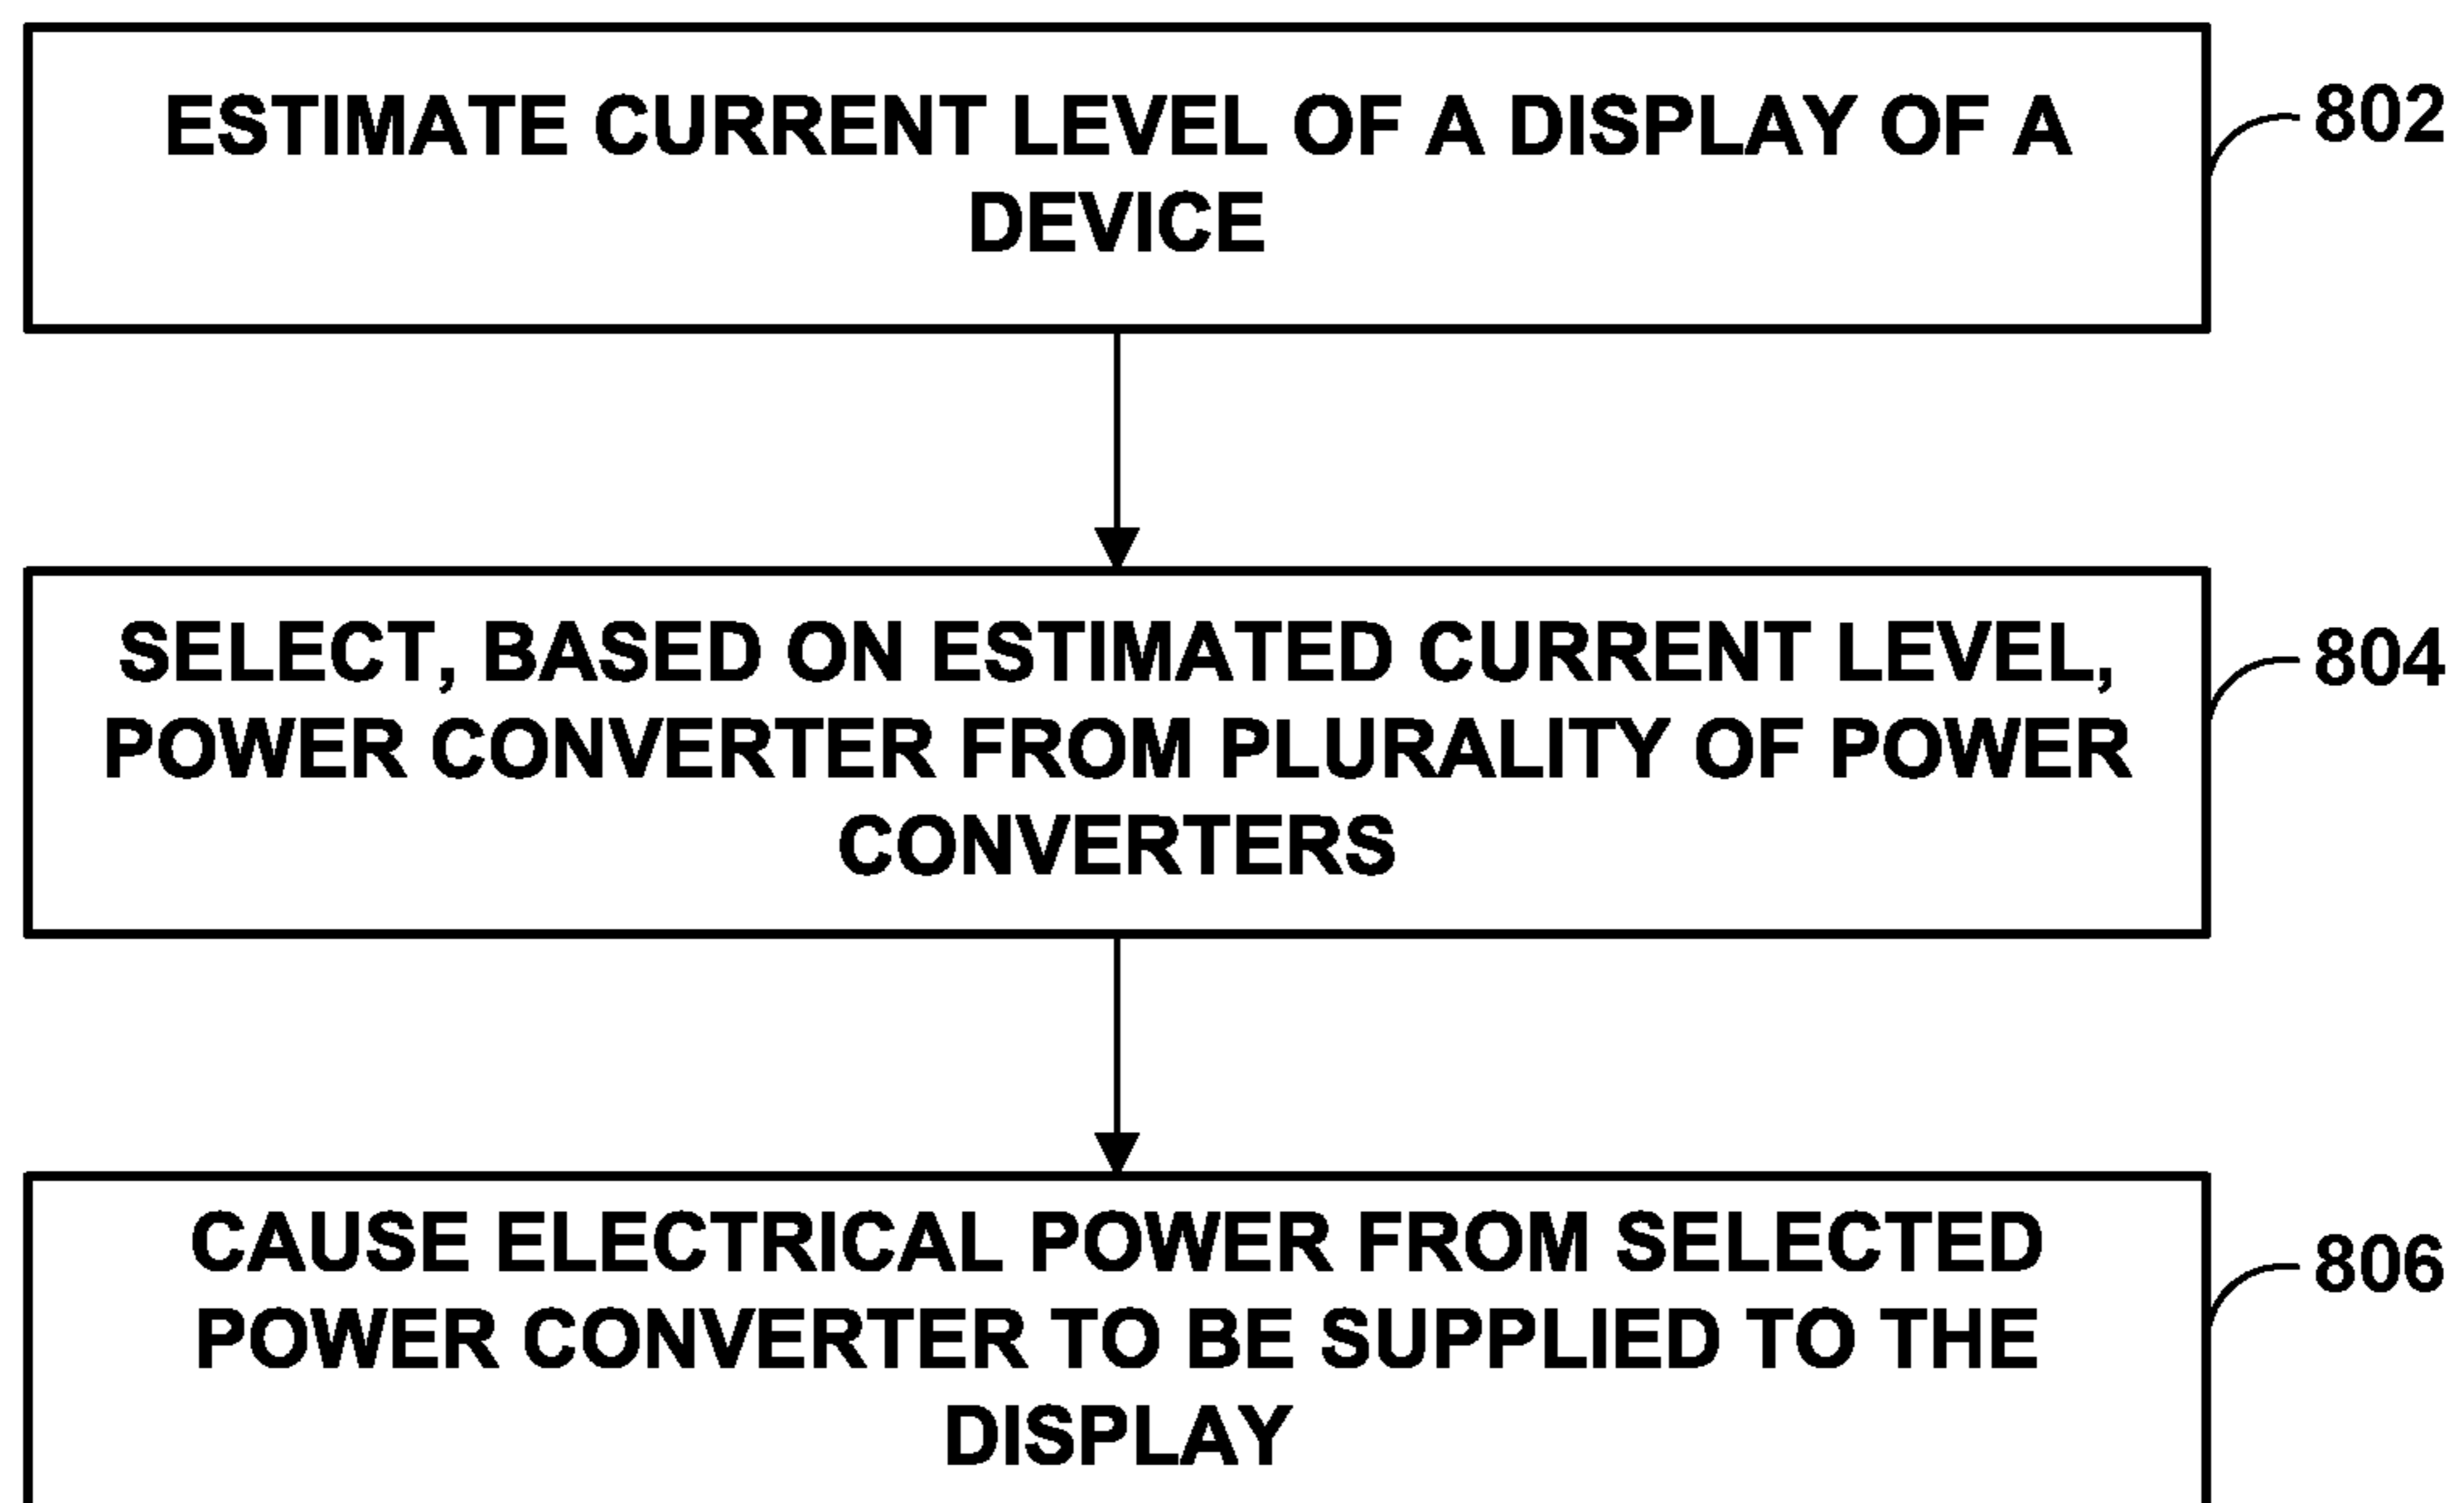 ESTIMATE CURRENT LEVEL OF A DISPLAY OF A
DEVICE
802
SELECT, BASED ON ESTIMATED CURRENT LEVEL,
POWER CONVERTER FROM PLURALITY OF POWER
CONVERTERS
804
CAUSE ELECTRICAL POWER FROM SELECTED
POWER CONVERTER TO BE SUPPLIED TO THE
DISPLAY
806